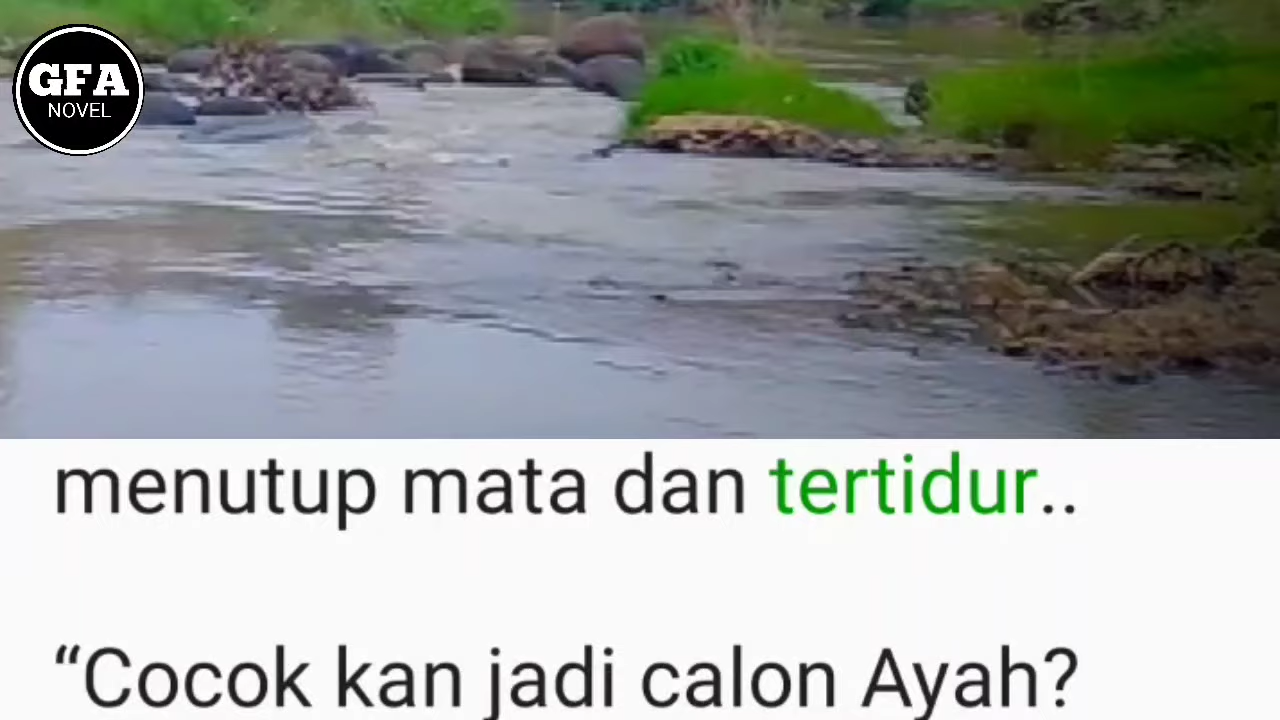 GFA
NOVEL
menutup mata dan tertidur..
“Cocok kan jadi calon Ayah?